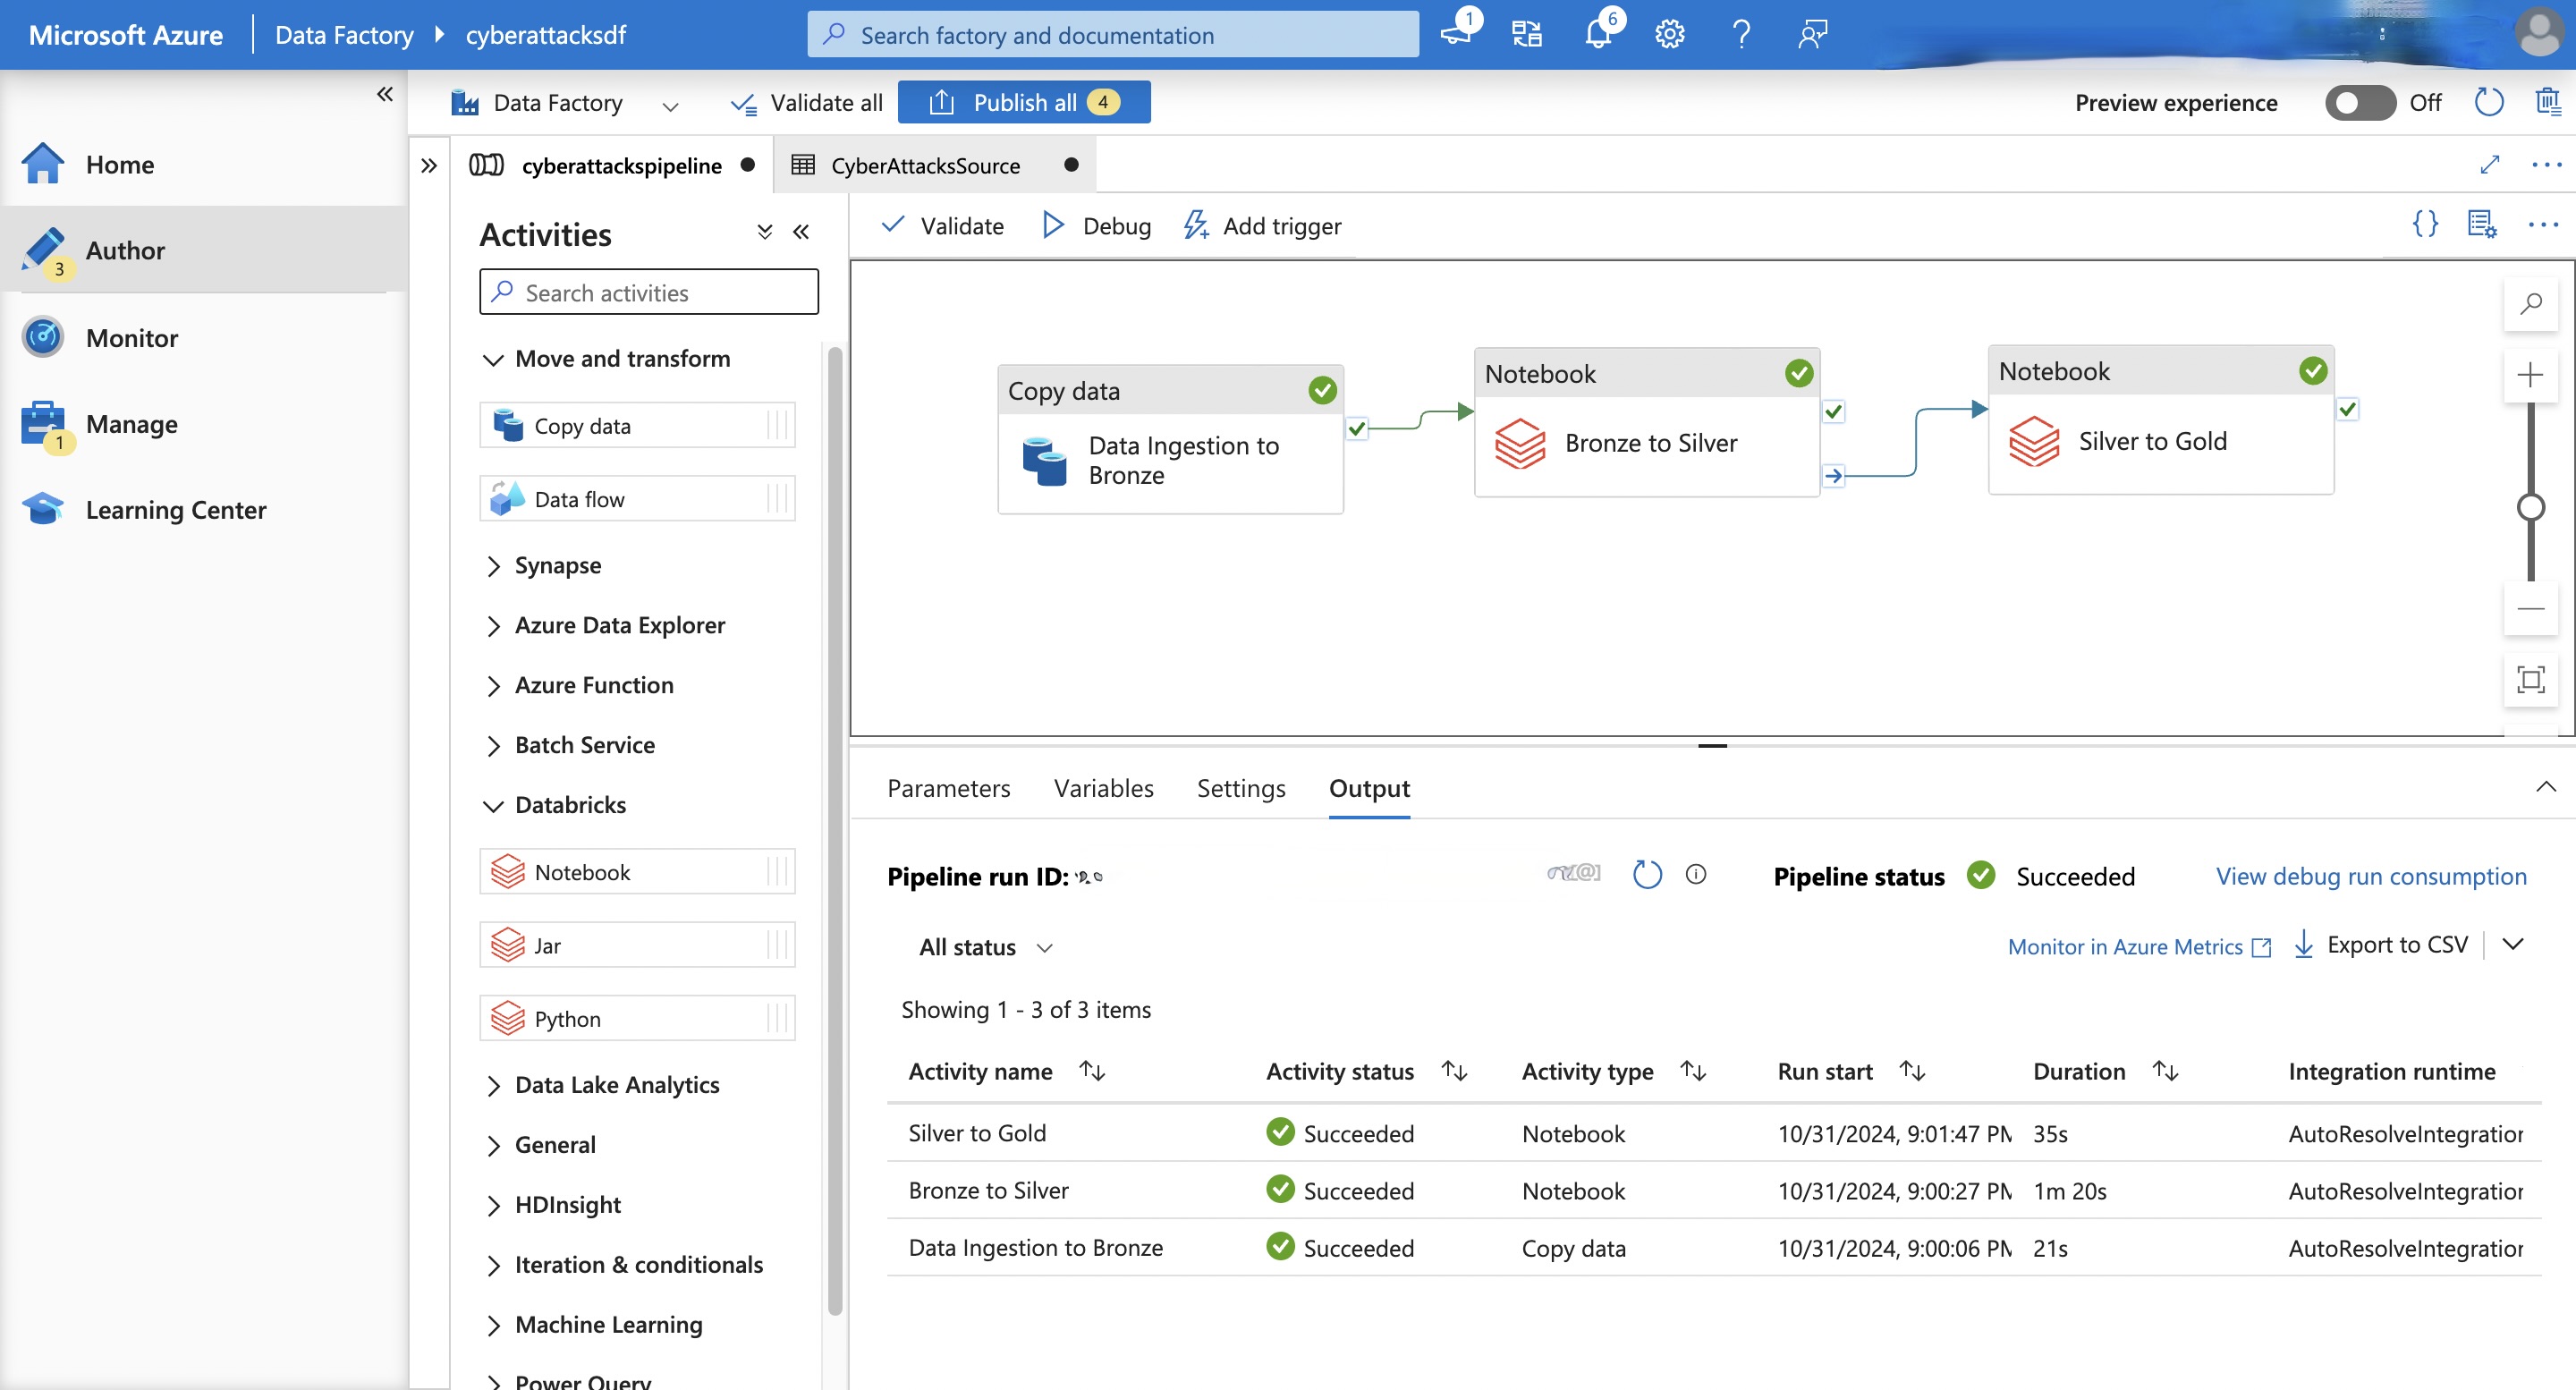 Microsoft Azure
Data Factory
cyberattacksdf
Search factory and documentation
1
6
Data Factory
Validate all
Publish all 4
Preview experience
Off
Home
Author
3
Monitor
Manage
1
Learning Center
cyberattackspipeline
CyberAttacksSource
Activities
Search activities
Move and transform
Copy data
Data flow
Synapse
Azure Data Explorer
Azure Function
Batch Service
Databricks
Notebook
Jar
Python
Data Lake Analytics
General
HDInsight
Iteration & conditionals
Machine Learning
Power Query
Validate
Debug
Add trigger
{}
Copy data
Data Ingestion to
Bronze
Notebook
Bronze to Silver
Notebook
Silver to Gold
Parameters
Variables
Settings
Output
Pipeline run ID:
Pipeline status
Succeeded
View debug run consumption
All status
Monitor in Azure Metrics
Export to CSV
Showing 1 - 3 of 3 items
Activity name Activity status Activity type Run start Duration Integration runtime
Silver to Gold Succeeded Notebook 10/31/2024, 9:01:47 PM 35s AutoResolveIntegration
Bronze to Silver Succeeded Notebook 10/31/2024, 9:00:27 PM 1m 20s AutoResolveIntegration
Data Ingestion to Bronze Succeeded Copy data 10/31/2024, 9:00:06 PM 21s AutoResolveIntegration